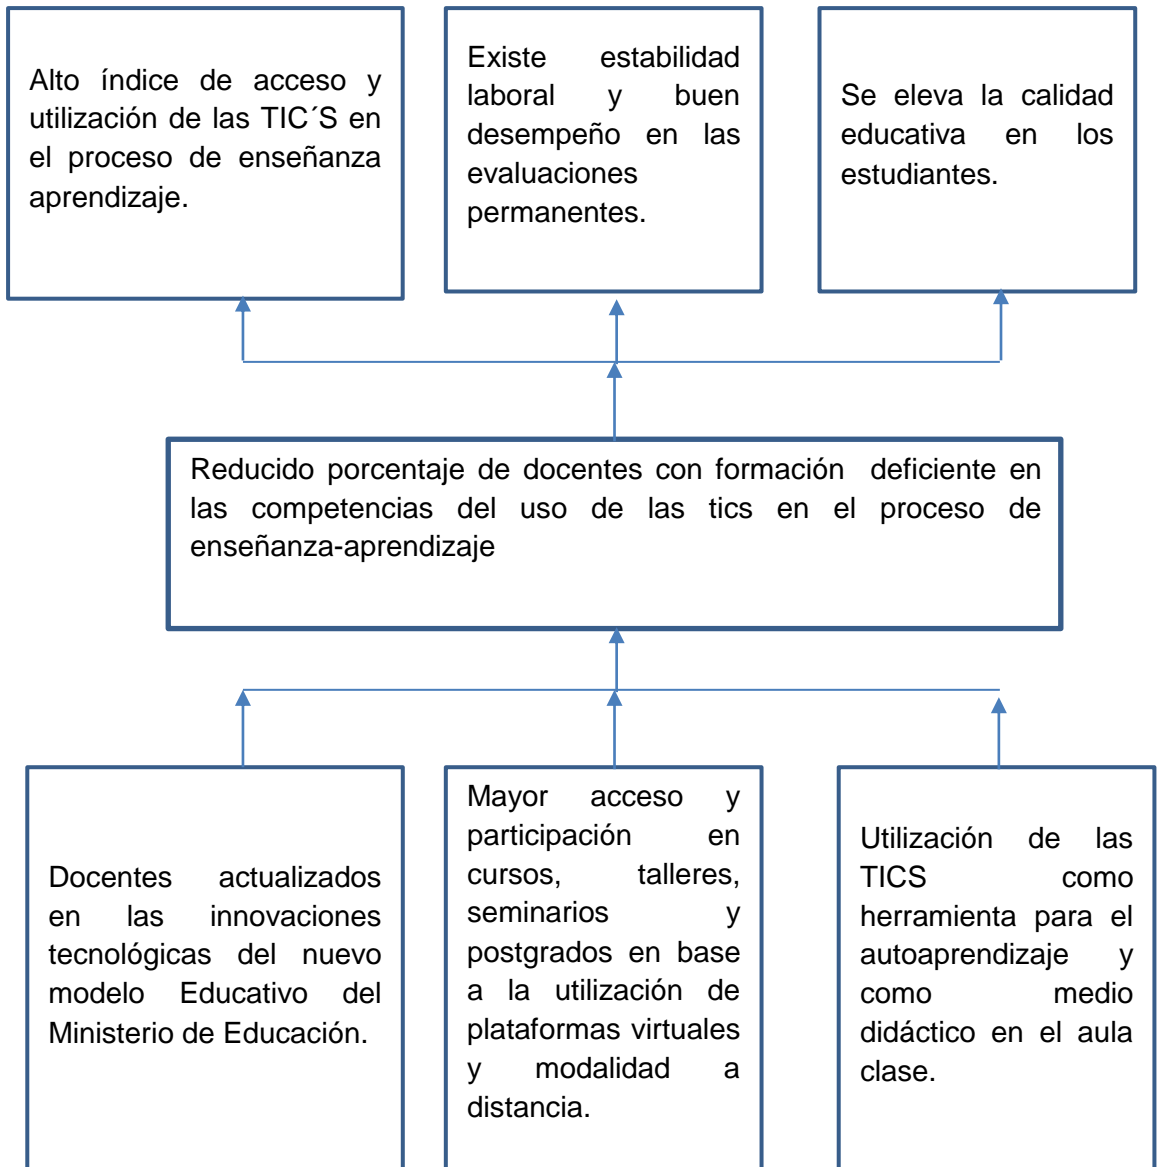 Alto índice de acceso y
utilización de las TIC´S en
el proceso de enseñanza
aprendizaje.
Existe estabilidad
laboral y buen
desempeño en las
evaluaciones
permanentes.
Se eleva la calidad
educativa en los
estudiantes.
Reducido porcentaje de docentes con formación deficiente en
las competencias del uso de las tics en el proceso de
enseñanza-aprendizaje
Docentes actualizados
en las innovaciones
tecnológicas del nuevo
modelo Educativo del
Ministerio de Educación.
Mayor acceso y
participación en
cursos, talleres,
seminarios y
postgrados en base
a la utilización de
plataformas virtuales
y modalidad a
distancia.
Utilización de las
TICS como
herramienta para el
autoaprendizaje y
como medio
didáctico en el aula
clase.